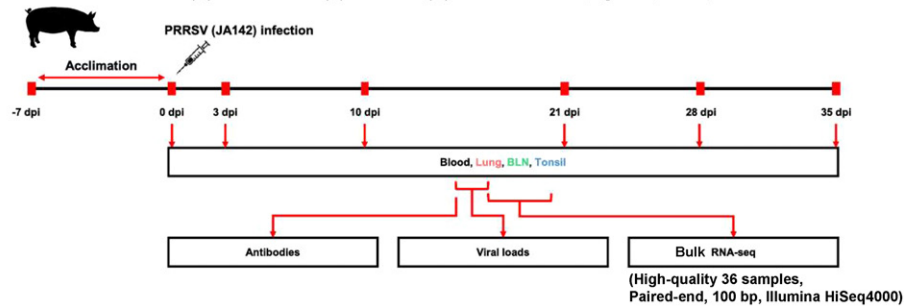 PRRSV (JA142) infection
Acclimation
-7 dpi 0 dpi 3 dpi 10 dpi 21 dpi 28 dpi 35 dpi
Blood, Lung, BLN, Tonsil
Antibodies Viral loads Bulk RNA-seq
(High-quality 36 samples,
Paired-end, 100 bp, Illumina HiSeq4000)